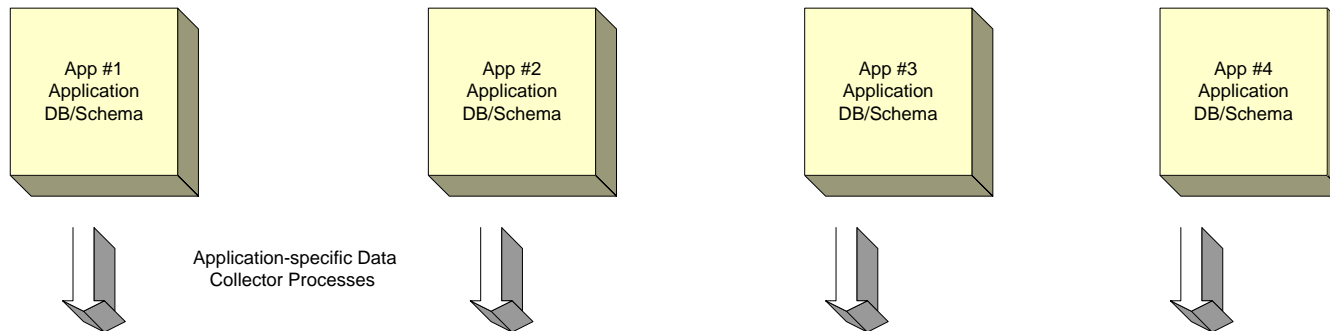 App #1
Application
DB/Schema
App #2
Application
DB/Schema
App #3
Application
DB/Schema
App #4
Application
DB/Schema
Application-specific Data
Collector Processes